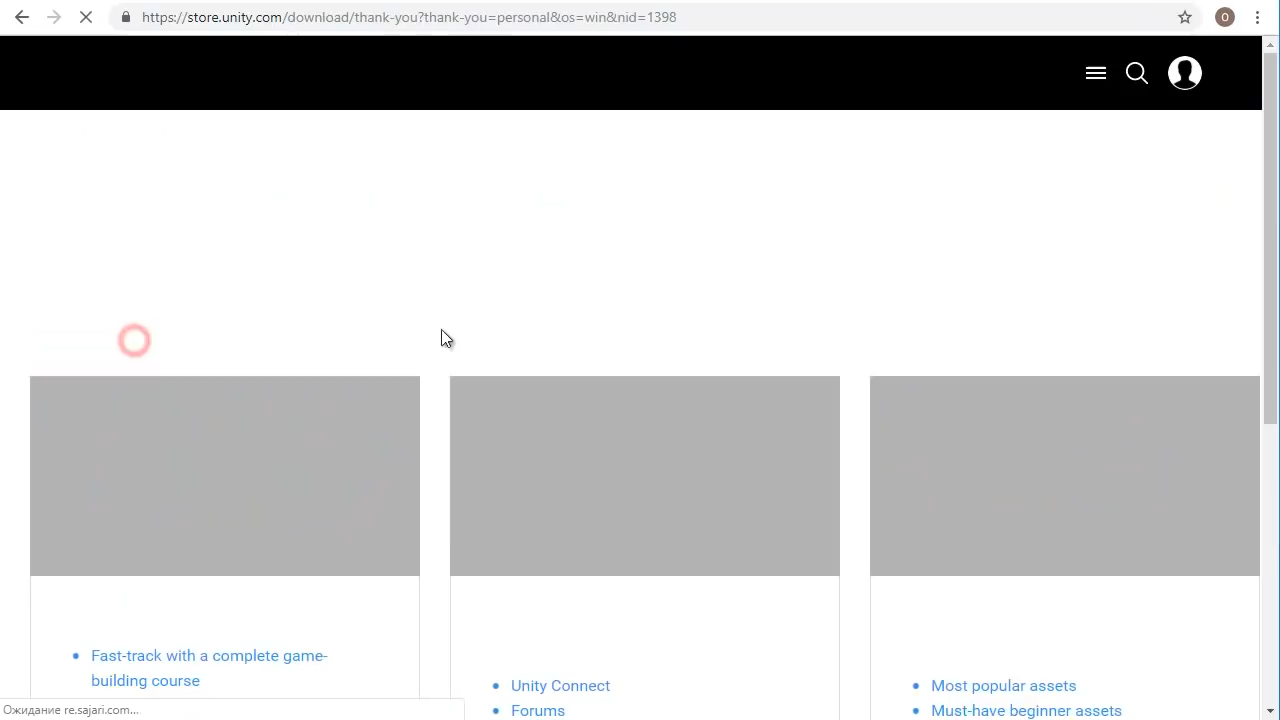 https://store.unity.com/download/thank-you?thank-you=personal&os=win&nid=1398
O
Fast-track with a complete game-
building course
Unity Connect
Forums
Most popular assets
Must-have beginner assets
Ожидание re.sajari.com...